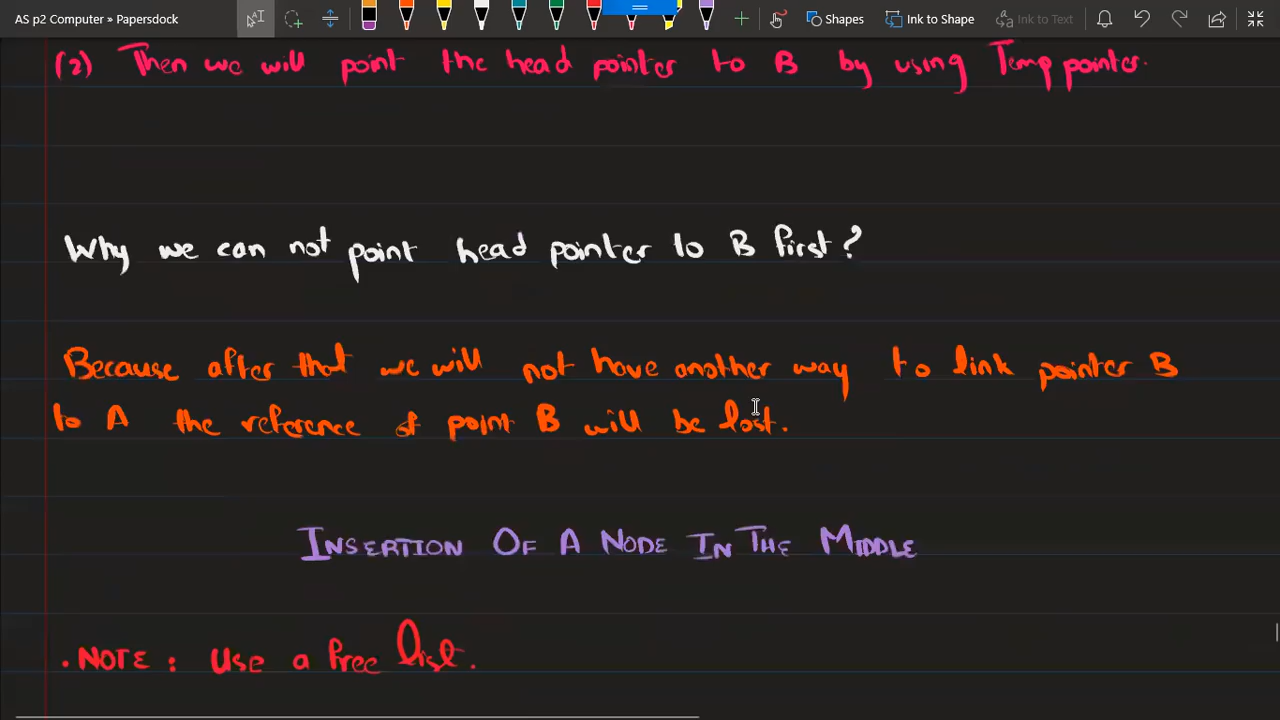 AS p2 Computer » Papersdock
Shapes
Ink to Shape
Ink to Text
(2) Then we will point the head pointer to B by using Temp pointer.
Why we can not point head pointer to B first?
Because after that we will not have another way to link pointer B
to A the reference of point B will be lost.
INSERTION OF A NODE IN THE MIDDLE
. NOTE : Use a free list.